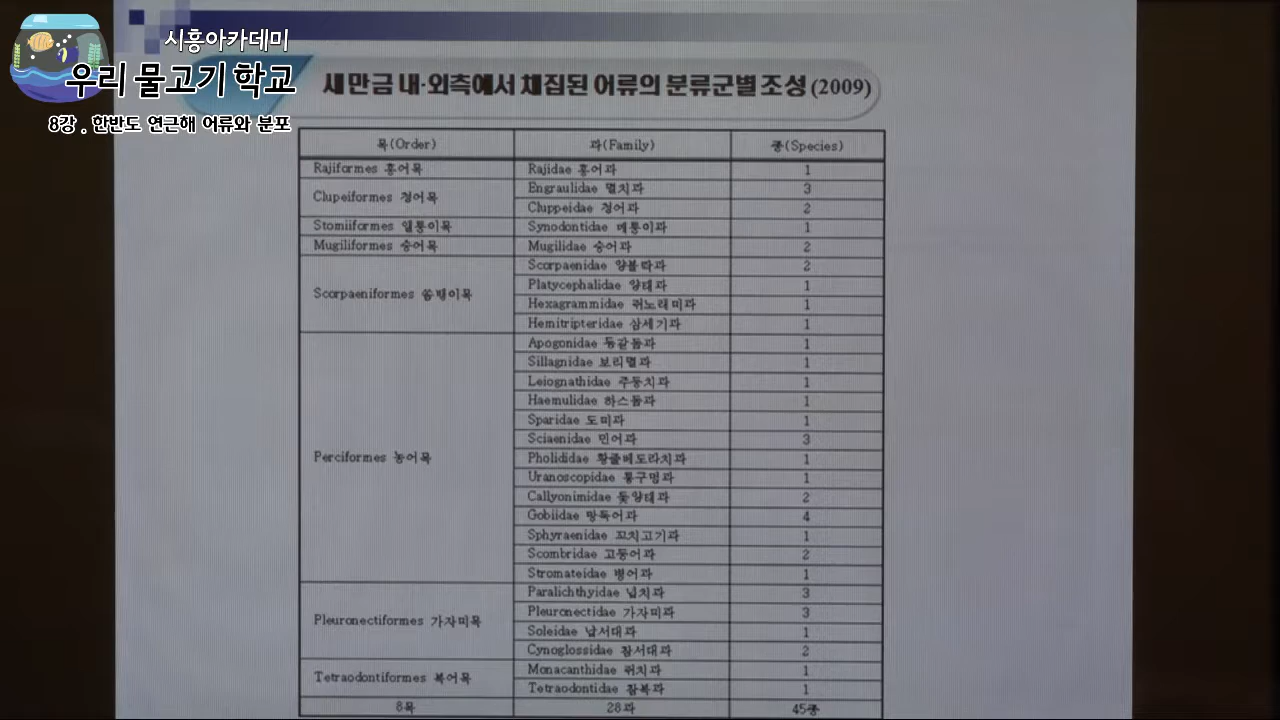 시흥아카데미
우리 물고기 학교
8강 . 한반도 연근해 어류와 분포
새만금 내·외측에서 채집된 어류의 분류군별 조성 (2009)
목(Order) 과(Family) 종(Species)
Rajiformes 홍어목 Rajidae 홍어과 1
Clupeiformes 청어목 Engraulidae 멸치과 3
Cluppeidae 청어과 2
Stomiiformes 앨퉁이목 Synodontidae 매퉁이과 1
Mugiliformes 숭어목 Mugilidae 숭어과 2
Scorpaeniformes 쏨뱅이목 Scorpaenidae 양볼락과 2
Platycephalidae 양태과 1
Hexagrammidae 쥐노래미과 1
Hemitripteridae 삼세기과 1
Perciformes 농어목 Apogonidae 동갈돔과 1
Sillagnidae 보리멸과 1
Leiognathidae 주둥치과 1
Haemulidae 하스돔과 1
Sparidae 도미과 1
Sciaenidae 민어과 3
Pholididae 황줄베도라치과 1
Uranoscopidae 통구멍과 1
Callyonimidae 돛양태과 2
Gobiidae 망둑어과 4
Sphyraenidae 꼬치고기과 1
Scombridae 고등어과 2
Stromateidae 병어과 1
Pleuronectiformes 가자미목 Paralichthyidae 넙치과 3
Pleuronectidae 가자미과 3
Soleidae 납서대과 1
Cynoglossidae 참서대과 2
Tetraodontiformes 복어목 Monacanthidae 쥐치과 1
Tetraodontidae 참복과 1
8목 28과 45종